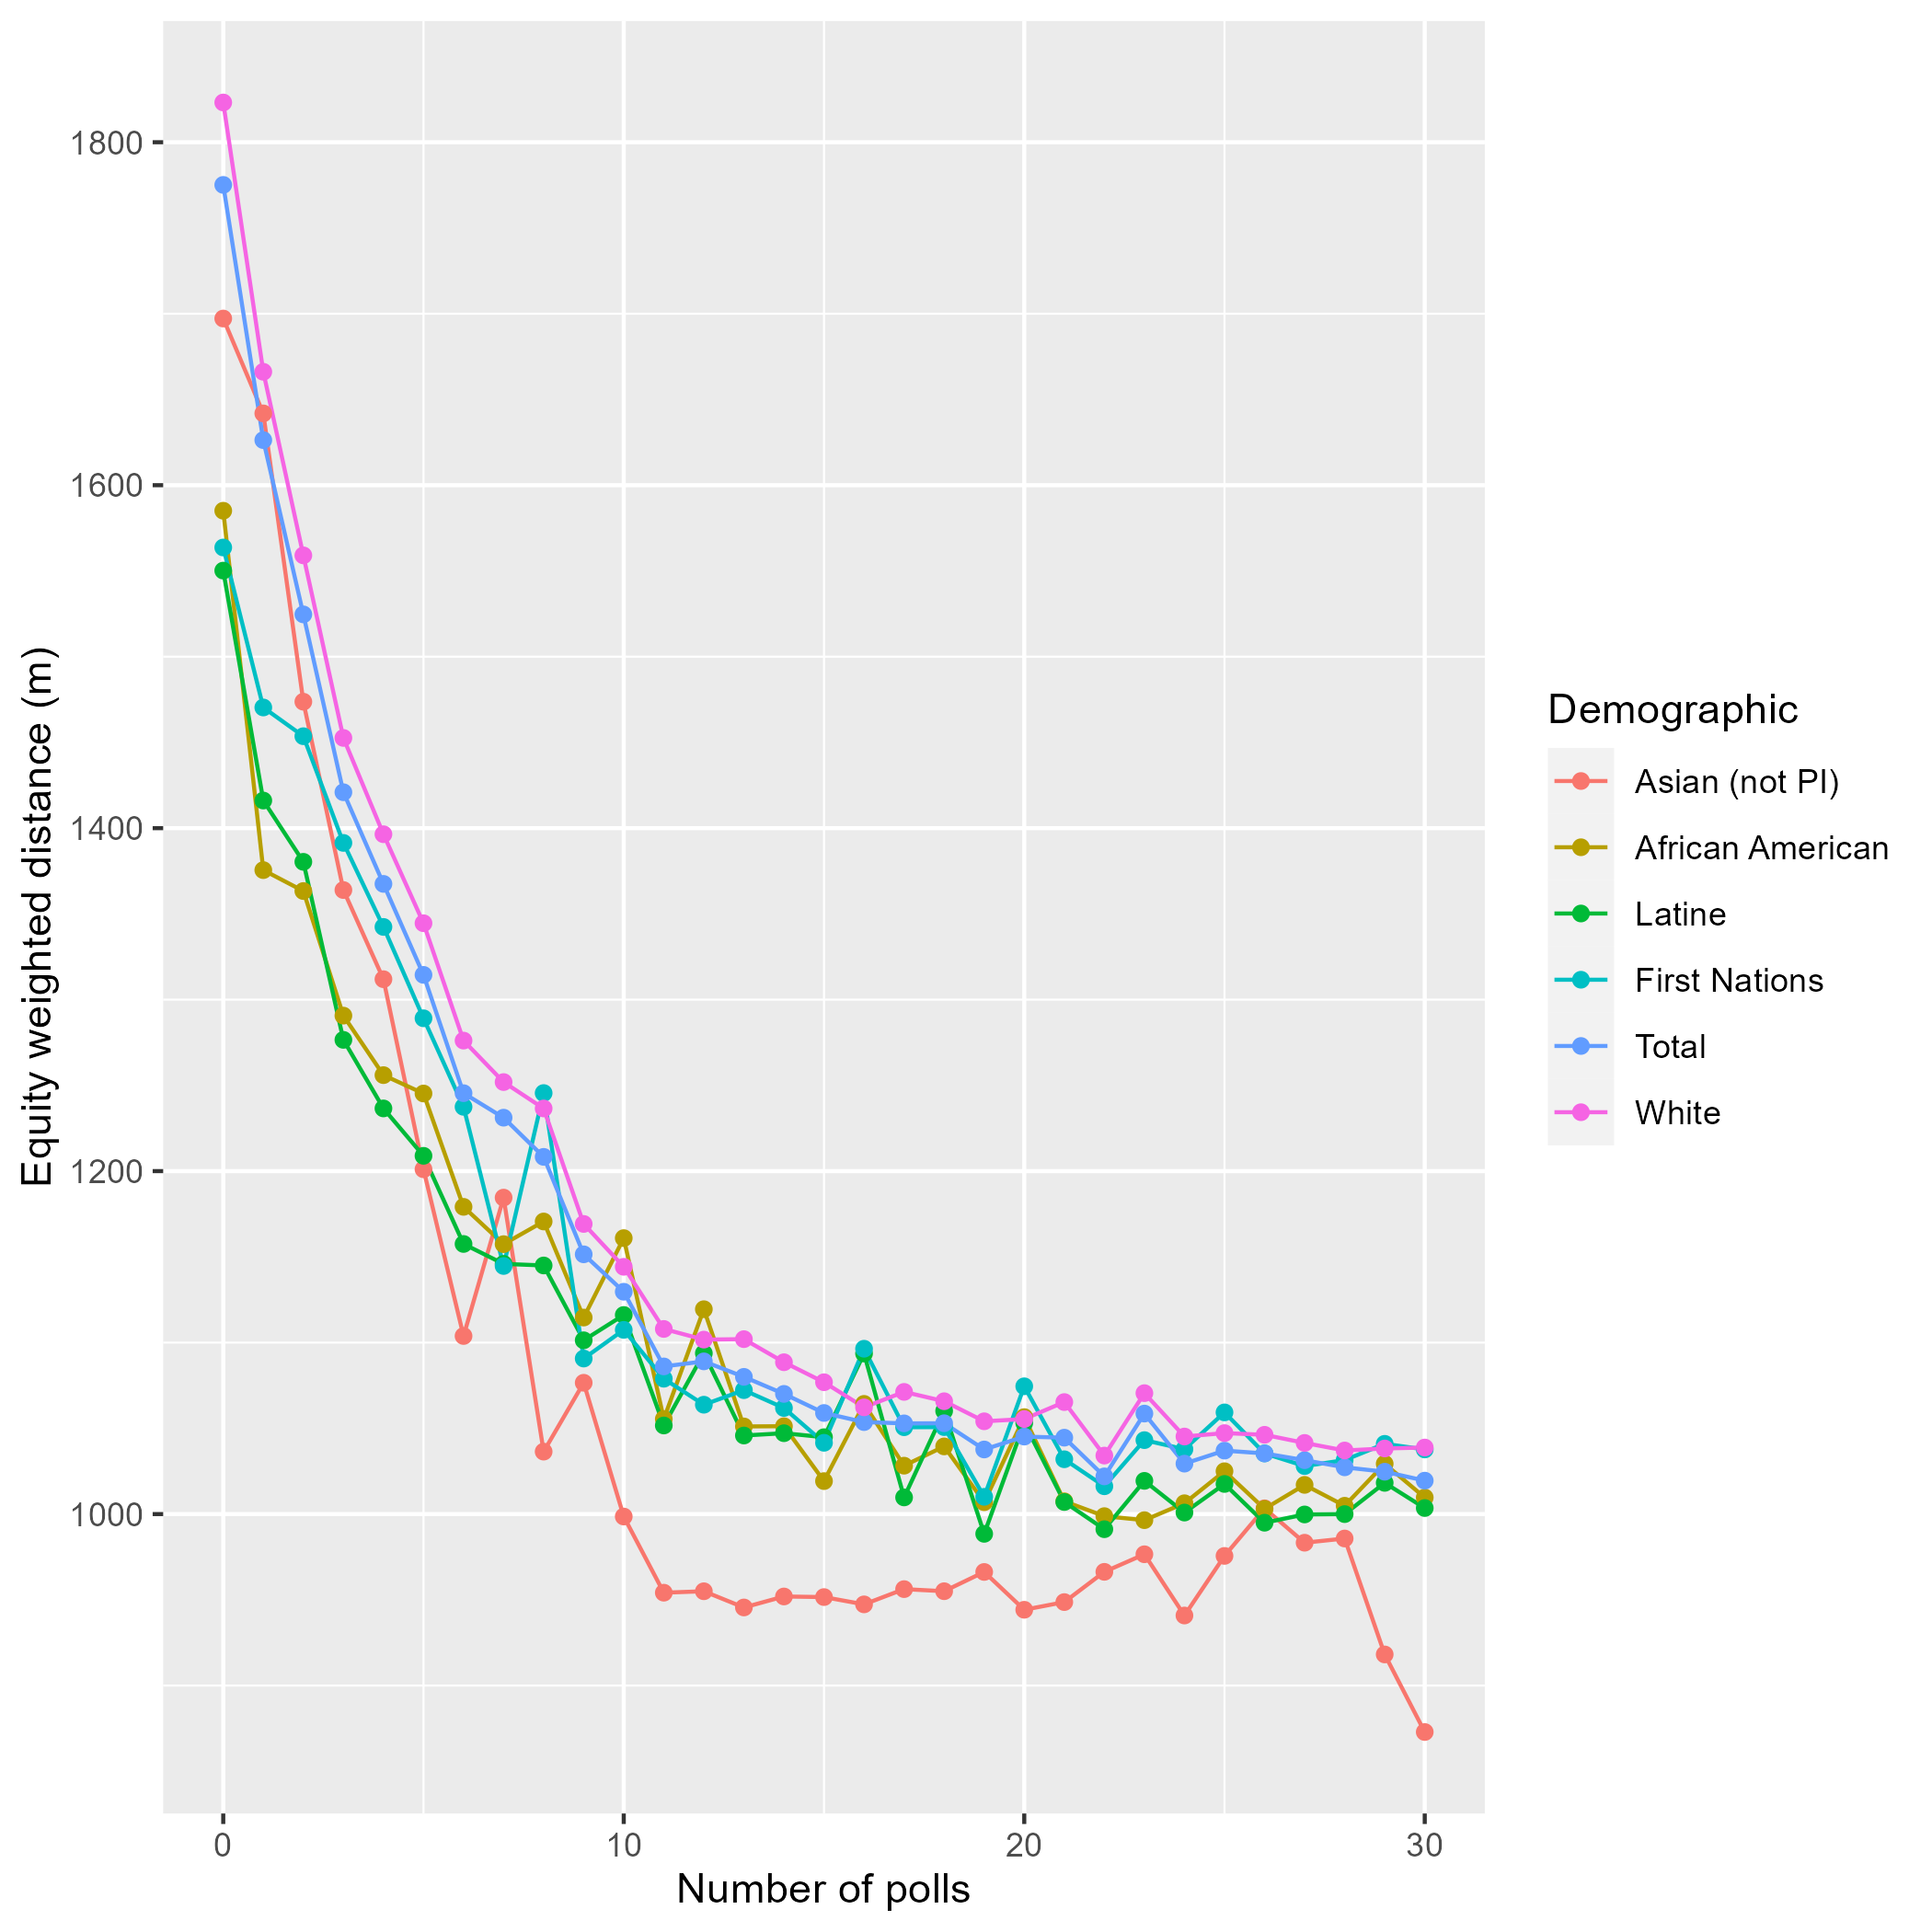 1800
1600
1400
1200
1000
Equity weighted distance (m)
0 10 20 30
Number of polls
Demographic
Asian (not PI)
African American
Latine
First Nations
Total
White